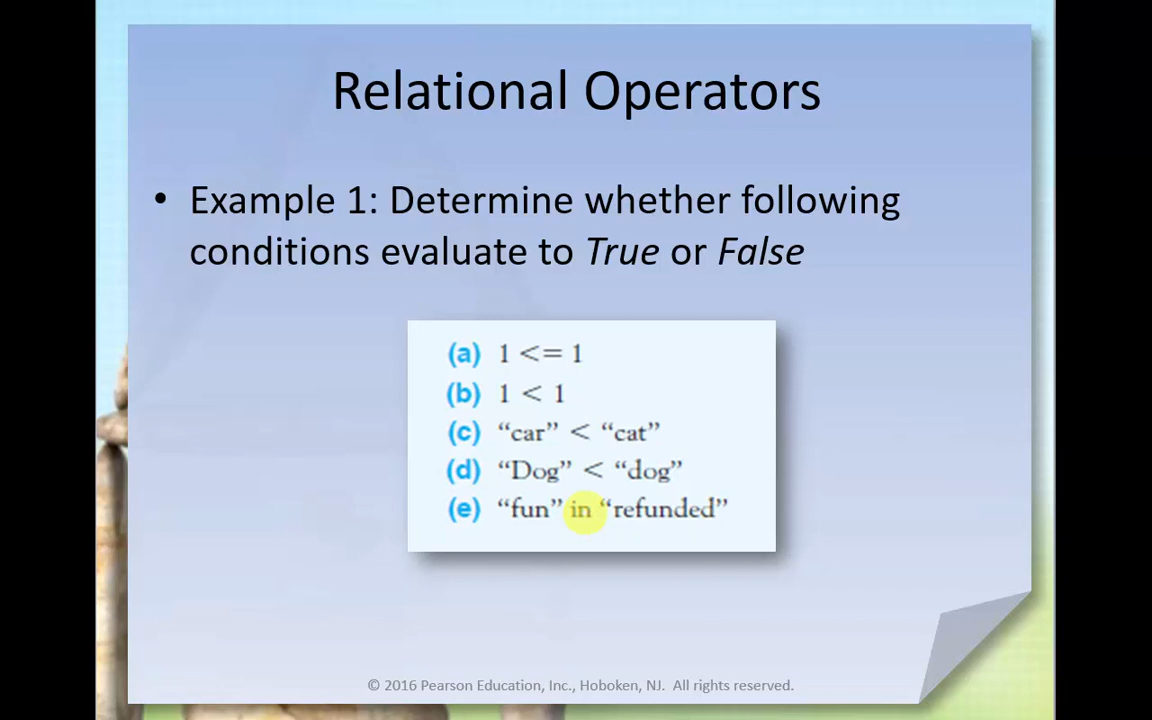 Relational Operators
• Example 1: Determine whether following
conditions evaluate to True or False
(a) 1 <= 1
(b) 1 < 1
(c) “car” < “cat”
(d) “Dog” < “dog”
(e) “fun” in “refunded”
© 2016 Pearson Education, Inc., Hoboken, NJ. All rights reserved.